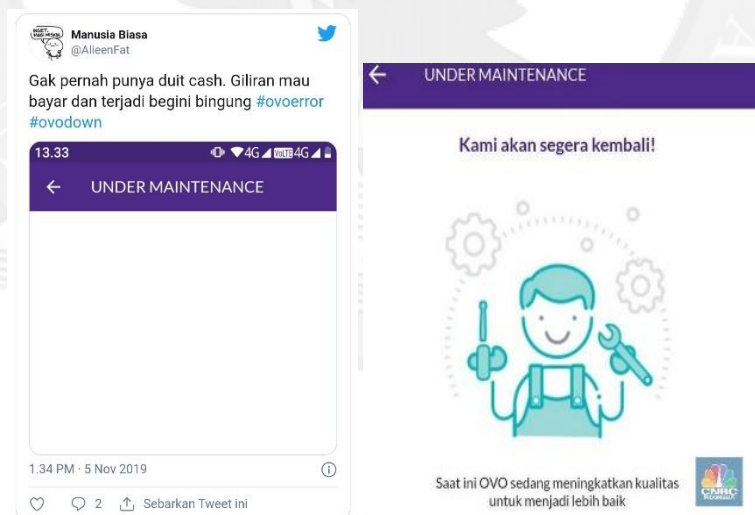 Manusia Biasa
@AlieenFat
Gak pernah punya duit cash. Giliran mau
bayar dan terjadi begini bingung #ovoerror
#ovodown
13.33
4G VoLTE 4G
UNDER MAINTENANCE
1.34 PM · 5 Nov 2019
2 Sebarkan Tweet ini
UNDER MAINTENANCE
Kami akan segera kembali!
Saat ini OVO sedang meningkatkan kualitas
untuk menjadi lebih baik
CNBC
INDONESIA